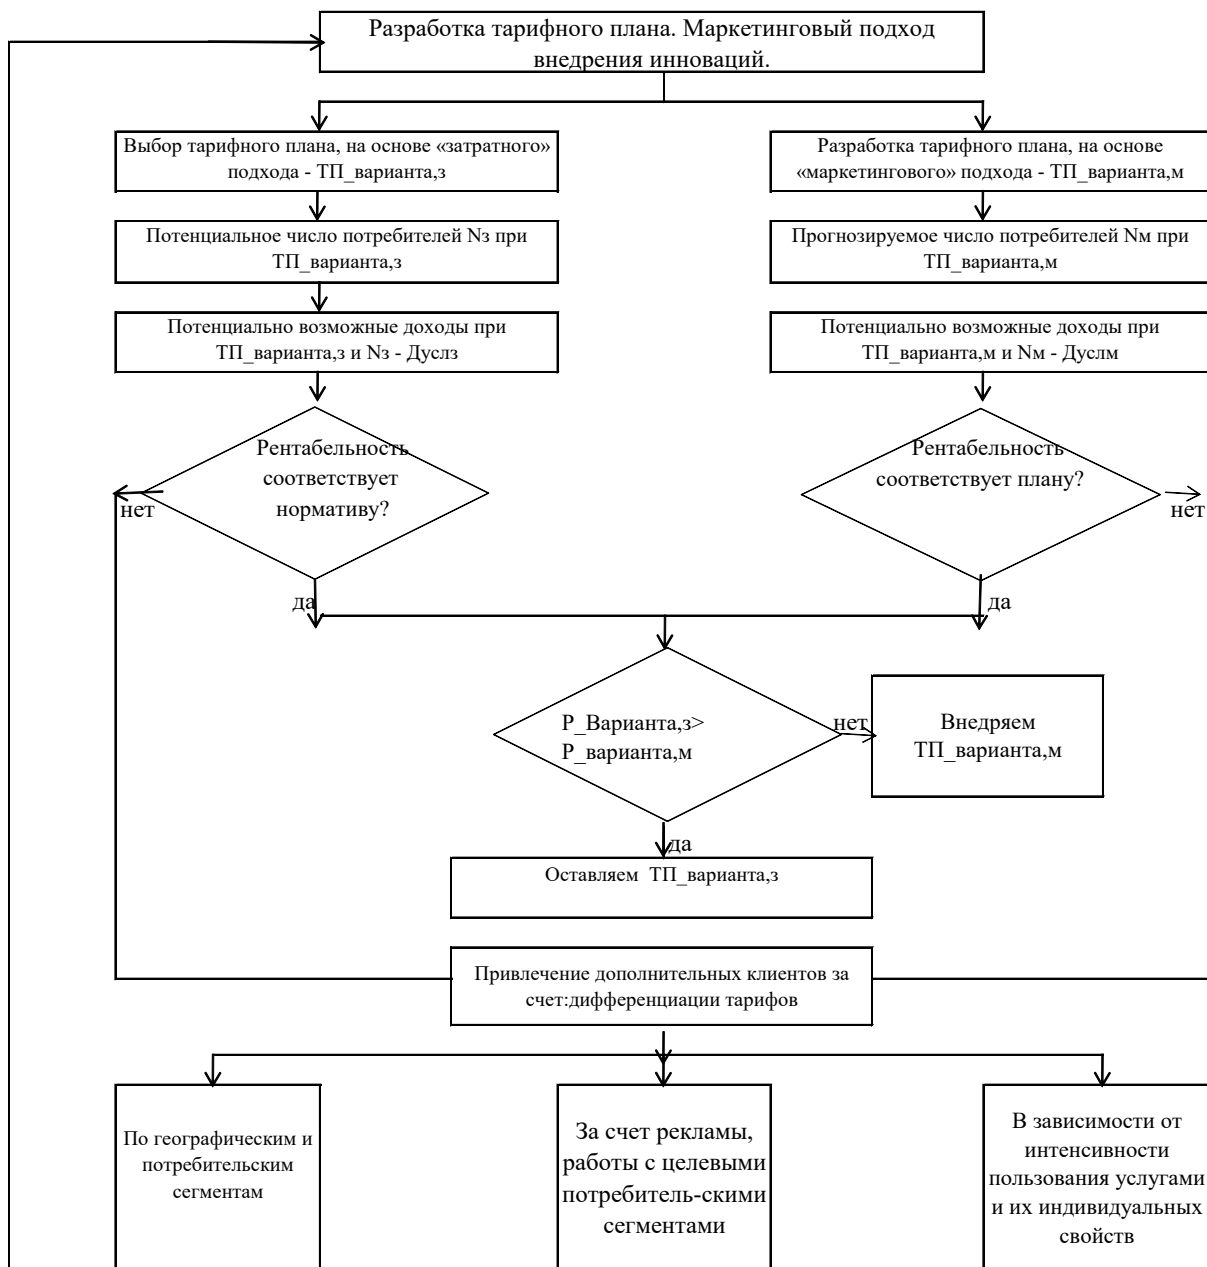 Разработка тарифного плана. Маркетинговый подход
внедрения инноваций.
Выбор тарифного плана, на основе «затратного»
подхода - ТП_варианта,з
Разработка тарифного плана, на основе
«маркетингового» подхода - ТП_варианта,м
Потенциальное число потребителей Nз при
ТП_варианта,з
Прогнозируемое число потребителей Nм при
ТП_варианта,м
Потенциально возможные доходы при
ТП_варианта,з и Nз - Дуслз
Потенциально возможные доходы при
ТП_варианта,м и Nм - Дуслм
Рентабельность
соответствует
нормативу?
нет
Рентабельность
соответствует плану?
нет
да
да
Р_Варианта,з>
Р_варианта,м
нет
Внедряем
ТП_варианта,м
да
Оставляем ТП_варианта,з
Привлечение дополнительных клиентов за
счет:дифференциации тарифов
По географическим и
потребительским
сегментам
За счет рекламы,
работы с целевыми
потребитель-скими
сегментами
В зависимости от
интенсивности
пользования услугами
и их индивидуальных
свойств